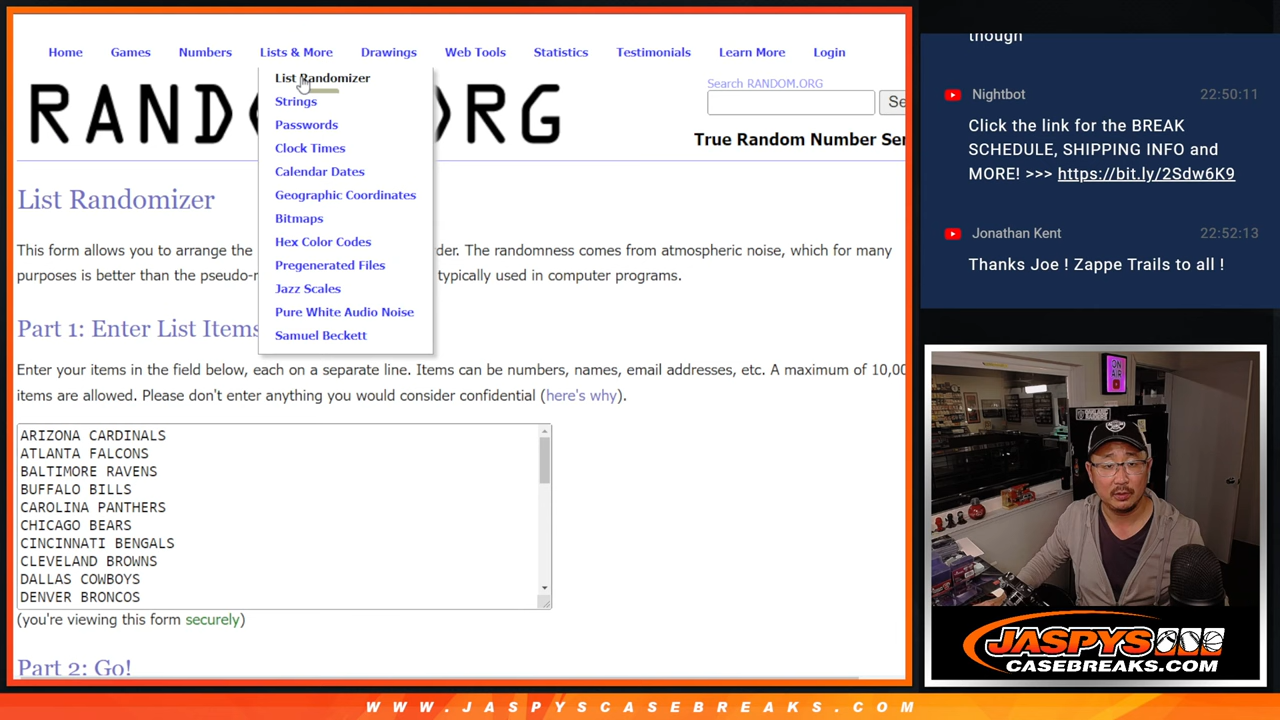 Home Games Numbers Lists & More Drawings Web Tools Statistics Testimonials Learn More Login
List Randomizer
Strings
Passwords
Clock Times
Calendar Dates
Geographic Coordinates
Bitmaps
Hex Color Codes
Pregenerated Files
Jazz Scales
Pure White Audio Noise
Samuel Beckett
Search RANDOM.ORG
True Random Number Ser
List Randomizer
This form allows you to arrange the
der. The randomness comes from atmospheric noise, which for many
purposes is better than the pseudo-r
typically used in computer programs.
Part 1: Enter List Items
Enter your items in the field below, each on a separate line. Items can be numbers, names, email addresses, etc. A maximum of 10,00
items are allowed. Please don't enter anything you would consider confidential (here's why).
ARIZONA CARDINALS
ATLANTA FALCONS
BALTIMORE RAVENS
BUFFALO BILLS
CAROLINA PANTHERS
CHICAGO BEARS
CINCINNATI BENGALS
CLEVELAND BROWNS
DALLAS COWBOYS
DENVER BRONCOS
(you're viewing this form securely)
Part 2: Go!
though
Nightbot 22:50:11
Click the link for the BREAK
SCHEDULE, SHIPPING INFO and
MORE! >>> https://bit.ly/2Sdw6K9
Jonathan Kent 22:52:13
Thanks Joe ! Zappe Trails to all !
ON AIR
JASPYS
CASEBREAKS.COM
WWW.JASPYSCASEBREAKS.COM